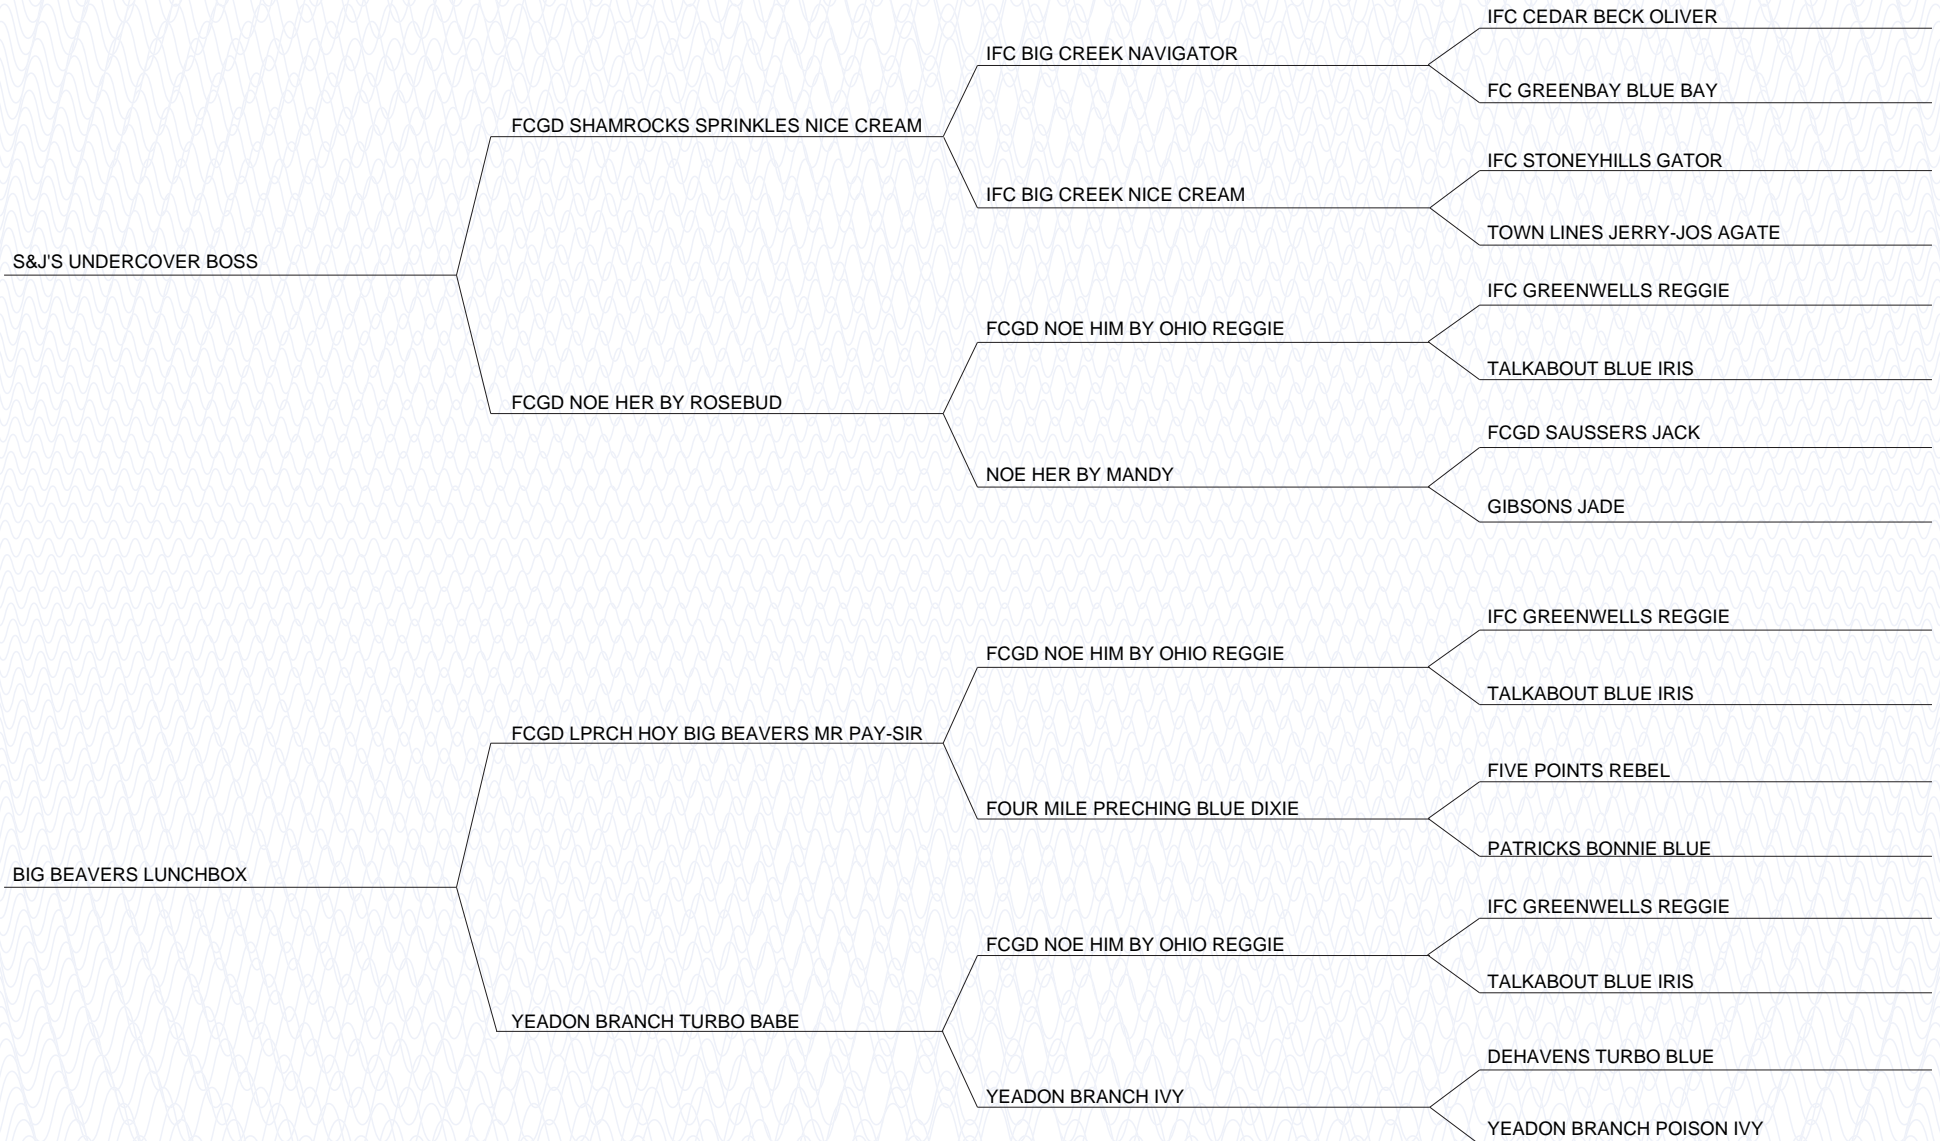 IFC CEDAR BECK OLIVER
IFC BIG CREEK NAVIGATOR
FC GREENBAY BLUE BAY
FCGD SHAMROCKS SPRINKLES NICE CREAM
IFC STONEYHILLS GATOR
IFC BIG CREEK NICE CREAM
TOWN LINES JERRY-JOS AGATE
S&J'S UNDERCOVER BOSS
IFC GREENWELLS REGGIE
FCGD NOE HIM BY OHIO REGGIE
TALKABOUT BLUE IRIS
FCGD NOE HER BY ROSEBUD
FCGD SAUSSERS JACK
NOE HER BY MANDY
GIBSONS JADE
IFC GREENWELLS REGGIE
FCGD NOE HIM BY OHIO REGGIE
TALKABOUT BLUE IRIS
FCGD LPRCH HOY BIG BEAVERS MR PAY-SIR
FIVE POINTS REBEL
FOUR MILE PRECHING BLUE DIXIE
PATRICKS BONNIE BLUE
BIG BEAVERS LUNCHBOX
IFC GREENWELLS REGGIE
FCGD NOE HIM BY OHIO REGGIE
TALKABOUT BLUE IRIS
YEADON BRANCH TURBO BABE
DEHAVENS TURBO BLUE
YEADON BRANCH IVY
YEADON BRANCH POISON IVY